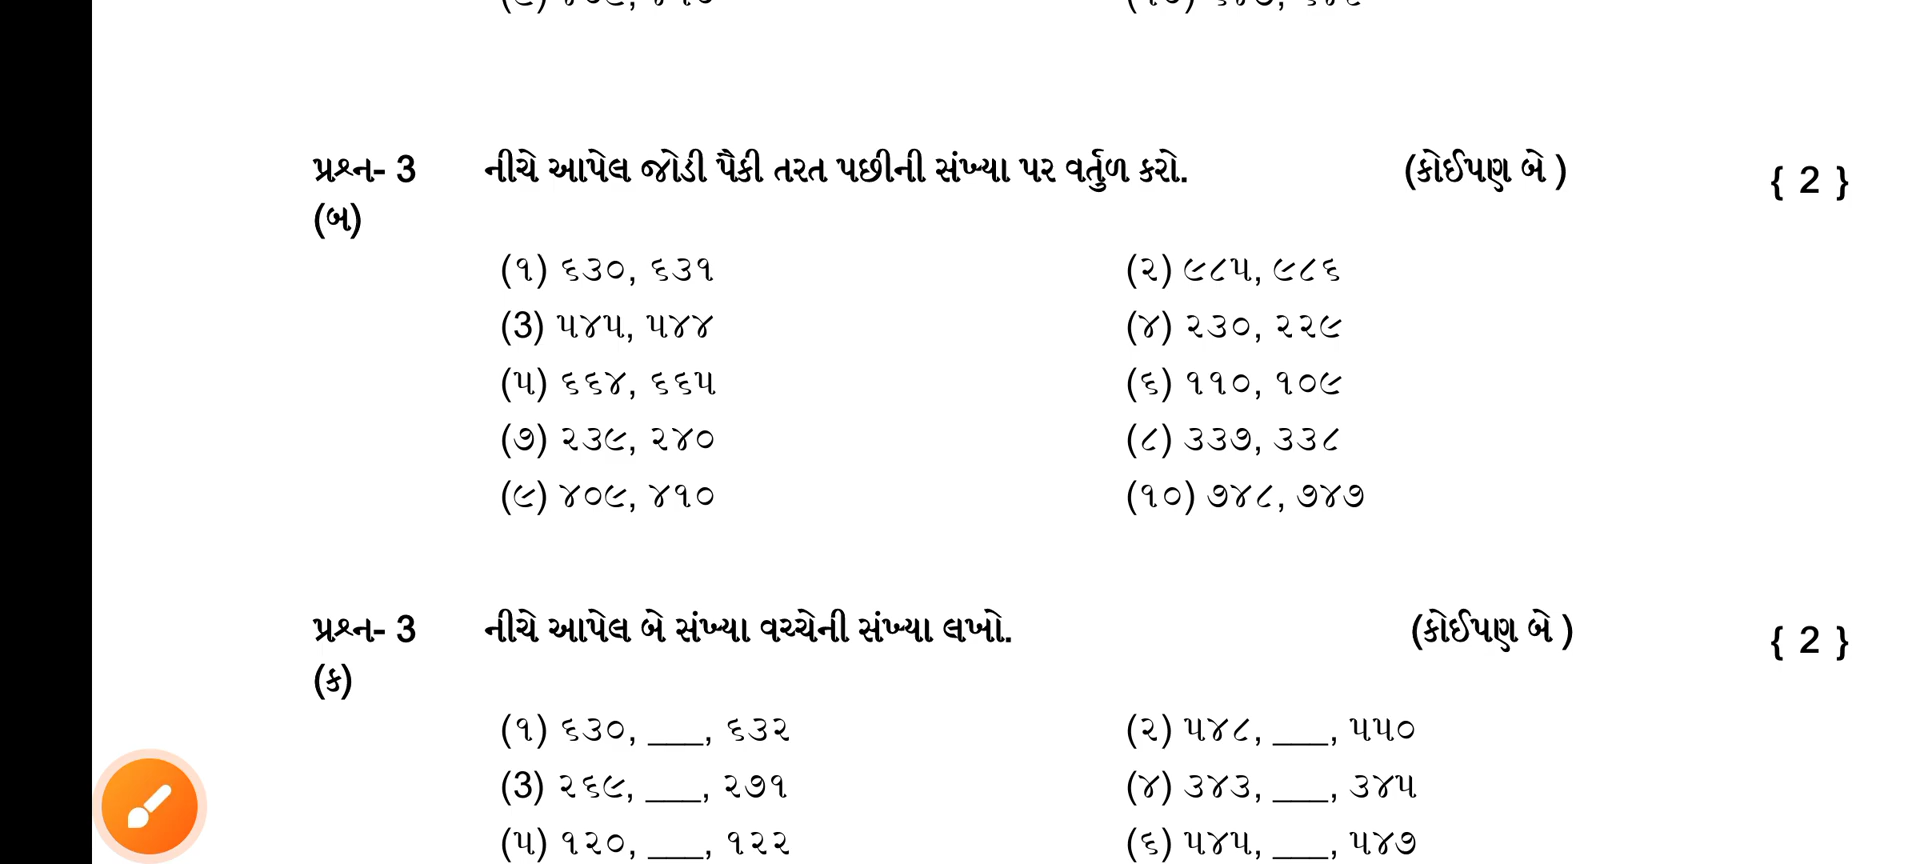 પ્રશ્ન- 3 નીચે આપેલ જોડી પૈકી તરત પછીની સંખ્યા પર વર્તુળ કરો. (કોઈપણ બે ) { 2 }
(બ)
(૧) ૬૩૦, ૬૩૧ (૨) ૯૮૫, ૯૮૬
(3) ૫૪૫, ૫૪૪ (૪) ૨૩૦, ૨૨૯
(૫) ૬૬૪, ૬૬૫ (૬) ૧૧૦, ૧૦૯
(૭) ૨૩૯, ૨૪૦ (૮) ૩૩૭, ૩૩૮
(૯) ૪૦૯, ૪૧૦ (૧૦) ૭૪૮, ૭૪૭
પ્રશ્ન- 3 નીચે આપેલ બે સંખ્યા વચ્ચેની સંખ્યા લખો. (કોઈપણ બે ) { 2 }
(ક)
(૧) ૬૩૦, ___, ૬૩૨ (૨) ૫૪૮, ___, ૫૫૦
(3) ૨૬૯, ___, ૨૭૧ (૪) ૩૪૩, ___, ૩૪૫
(૫) ૧૨૦, ___, ૧૨૨ (૬) ૫૪૫, ___, ૫૪૭